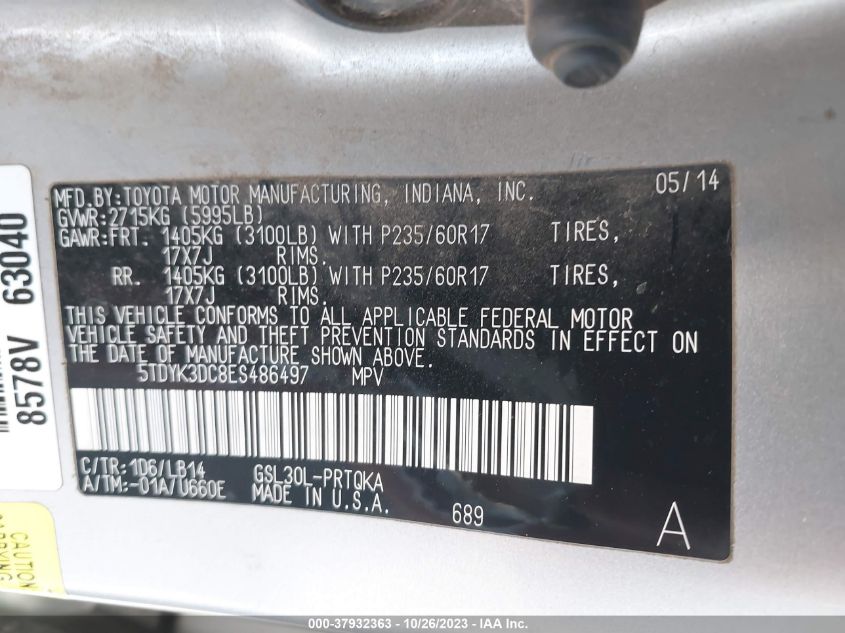 MFD.BY:TOYOTA MOTOR MANUFACTURING, INDIANA, INC. 05/14
GVWR:2715KG (5995LB)
GAWR:FRT. 1405KG (3100LB) WITH P235/60R17 TIRES,
17X7J RIMS.
RR. 1405KG (3100LB) WITH P235/60R17 TIRES,
17X7J RIMS.
THIS VEHICLE CONFORMS TO ALL APPLICABLE FEDERAL MOTOR
VEHICLE SAFETY AND THEFT PREVENTION STANDARDS IN EFFECT ON
THE DATE OF MANUFACTURE SHOWN ABOVE.
5TDYK3DC8ES486497 MPV
C/TR:1D6/LB14 GSL30L-PRTQKA
A/TM:-01A/U660E MADE IN U.S.A.
689 A
8578V 63040
CAUTION
000-37932363 - 10/26/2023 - IAA Inc.